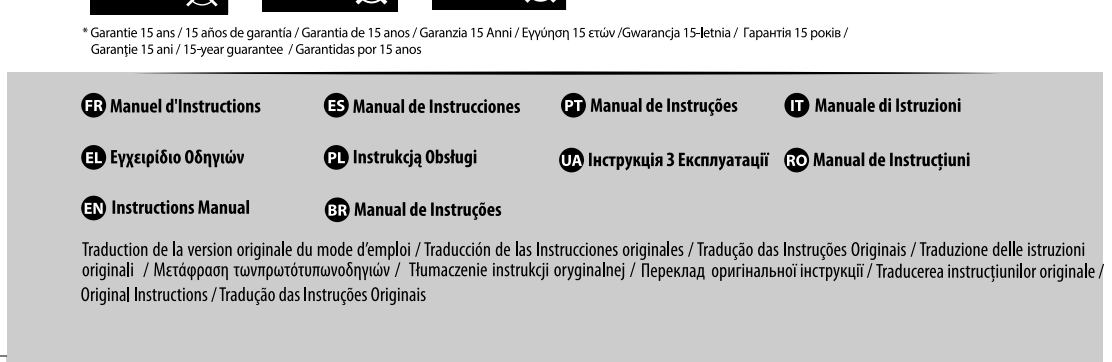 * Garantie 15 ans / 15 años de garantía / Garantia de 15 anos / Garanzia 15 Anni / Εγγύηση 15 ετών /Gwarancja 15-letnia / Гарантія 15 років /
Garanție 15 ani / 15-year guarantee / Garantidas por 15 anos
FR Manuel d'Instructions ES Manual de Instrucciones PT Manual de Instruções IT Manuale di Istruzioni
EL Εγχειρίδιο Οδηγιών PL Instrukcją Obsługi UA Інструкція З Експлуатації RO Manual de Instrucțiuni
EN Instructions Manual BR Manual de Instruções
Traduction de la version originale du mode d'emploi / Traducción de las Instrucciones originales / Tradução das Instruções Originais / Traduzione delle istruzioni
originali / Μετάφραση τωνπρωτότυπωνοδηγιών / Tłumaczenie instrukcji oryginalnej / Переклад оригінальної інструкції / Traducerea instrucțiunilor originale /
Original Instructions / Tradução das Instruções Originais